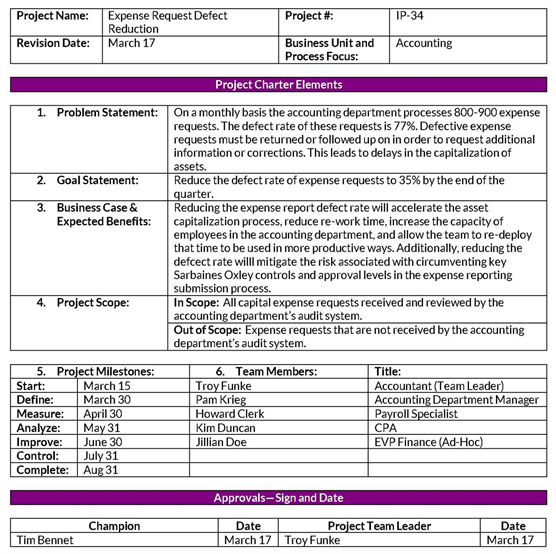 Project Name: Expense Request Defect Project #: IP-34
Reduction
Revision Date: March 17 Business Unit and Accounting
Process Focus:
Project Charter Elements
1. Problem Statement: On a monthly basis the accounting department processes 800-900 expense
requests. The defect rate of these requests is 77%. Defective expense
requests must be returned or followed up on in order to request additional
information or corrections. This leads to delays in the capitalization of
assets.
2. Goal Statement: Reduce the defect rate of expense requests to 35% by the end of the
quarter.
3. Business Case & Reducing the expense report defect rate will accelerate the asset
Expected Benefits: capitalization process, reduce re-work time, increase the capacity of
employees in the accounting department, and allow the team to re-deploy
that time to be used in more productive ways. Additionally, reducing the
defect rate willl mitigate the risk associated with circumventing key
Sarbaines Oxley controls and approval levels in the expense reporting
submission process.
4. Project Scope: In Scope: All capital expense requests received and reviewed by the
accounting department's audit system.
Out of Scope: Expense requests that are not received by the accounting
department's audit system.
5. Project Milestones: 6. Team Members: Title:
Start: March 15 Troy Funke Accountant (Team Leader)
Define: March 30 Pam Krieg Accounting Department Manager
Measure: April 30 Howard Clerk Payroll Specialist
Analyze: May 31 Kim Duncan CPA
Improve: June 30 Jillian Doe EVP Finance (Ad-Hoc)
Control: July 31
Complete: Aug 31
Approvals—Sign and Date
Champion Date Project Team Leader Date
Tim Bennet March 17 Troy Funke March 17